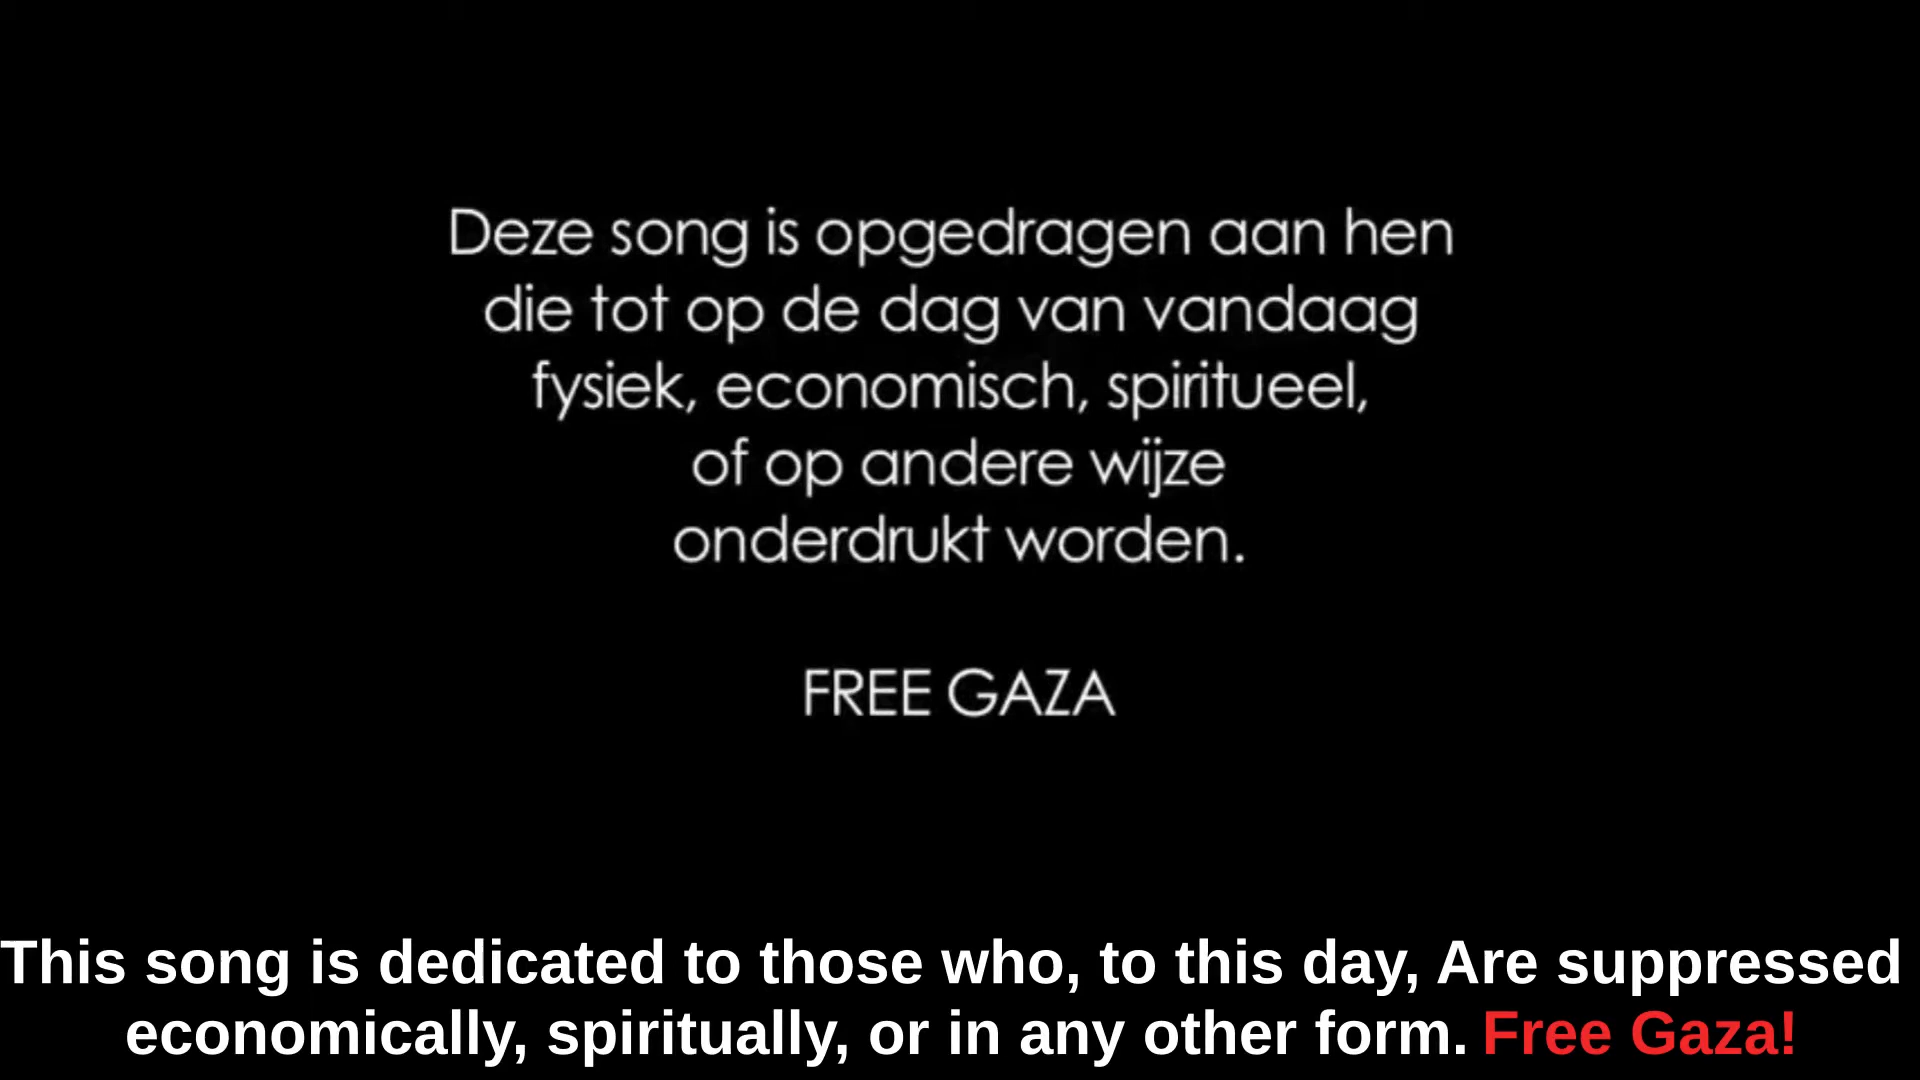 Deze song is opgedragen aan hen
die tot op de dag van vandaag
fysiek, economisch, spiritueel,
of op andere wijze
onderdrukt worden.
FREE GAZA
This song is dedicated to those who, to this day, Are suppressed
economically, spiritually, or in any other form. Free Gaza!